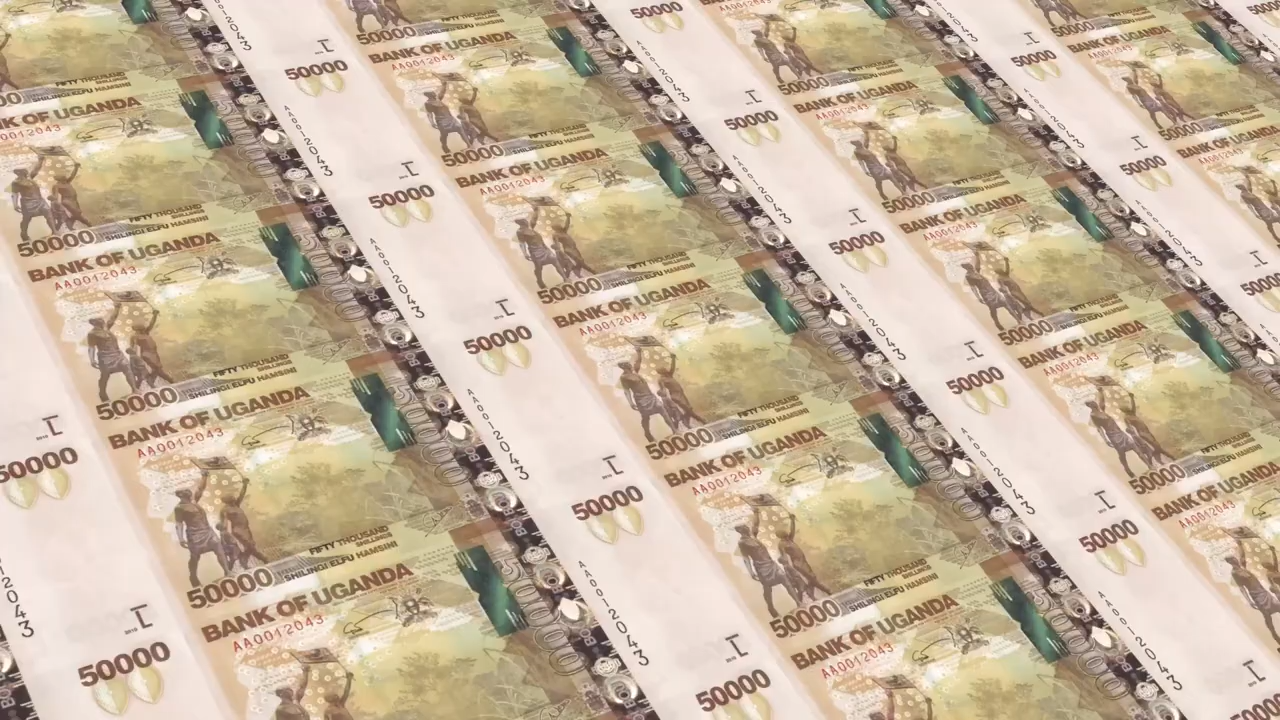 BANK OF UGANDA
AA0012043
FIFTY THOUSAND
SHILLINGS
50000
SHILINGI ELFU HAMSINI
50000
AA0012043